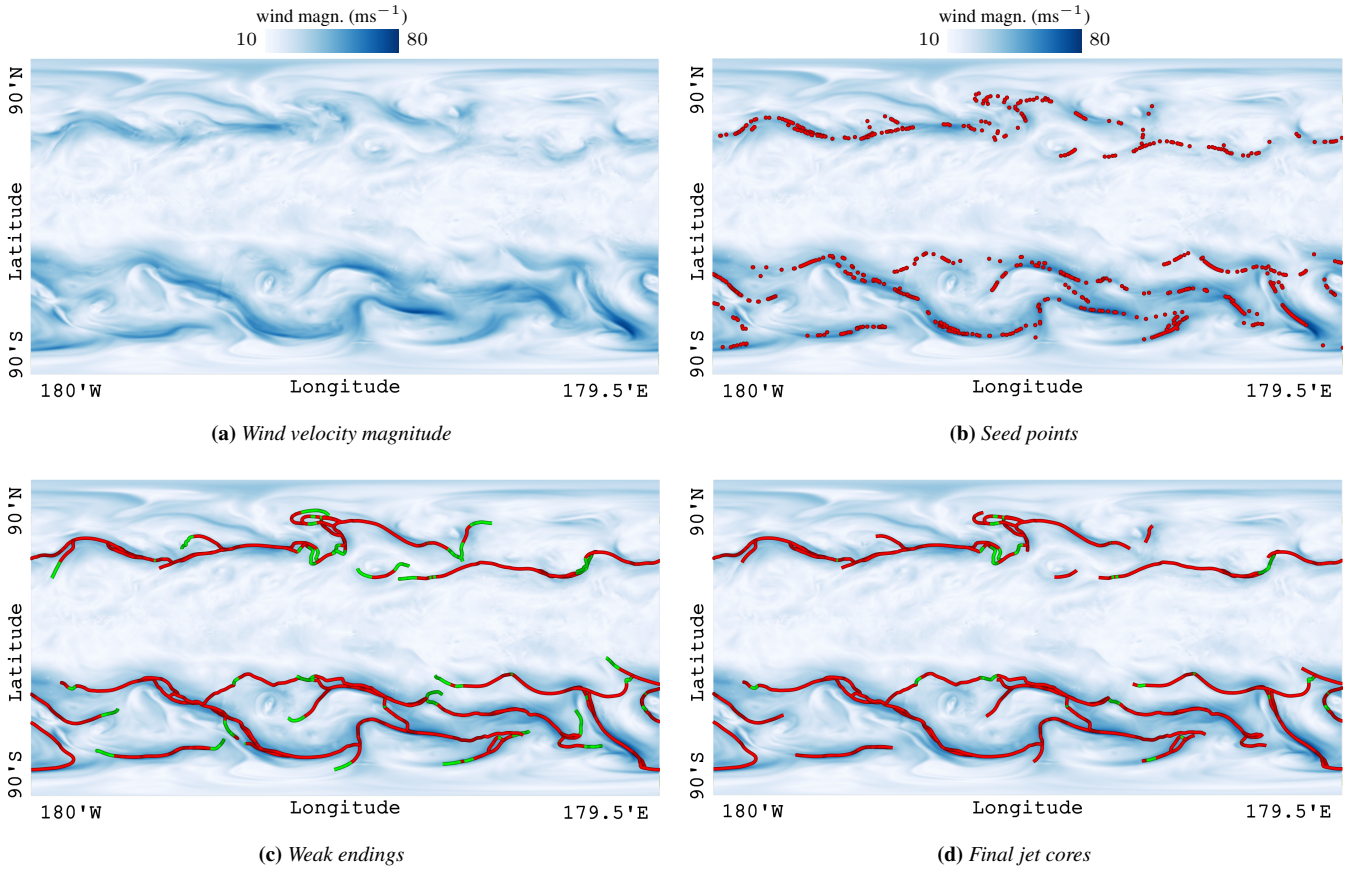 wind magn. (ms⁻¹)
10 80
90'N
Latitude
90'S
180'W Longitude 179.5'E
(a) Wind velocity magnitude
wind magn. (ms⁻¹)
10 80
90'N
Latitude
90'S
180'W Longitude 179.5'E
(b) Seed points
90'N
Latitude
90'S
180'W Longitude 179.5'E
(c) Weak endings
90'N
Latitude
90'S
180'W Longitude 179.5'E
(d) Final jet cores